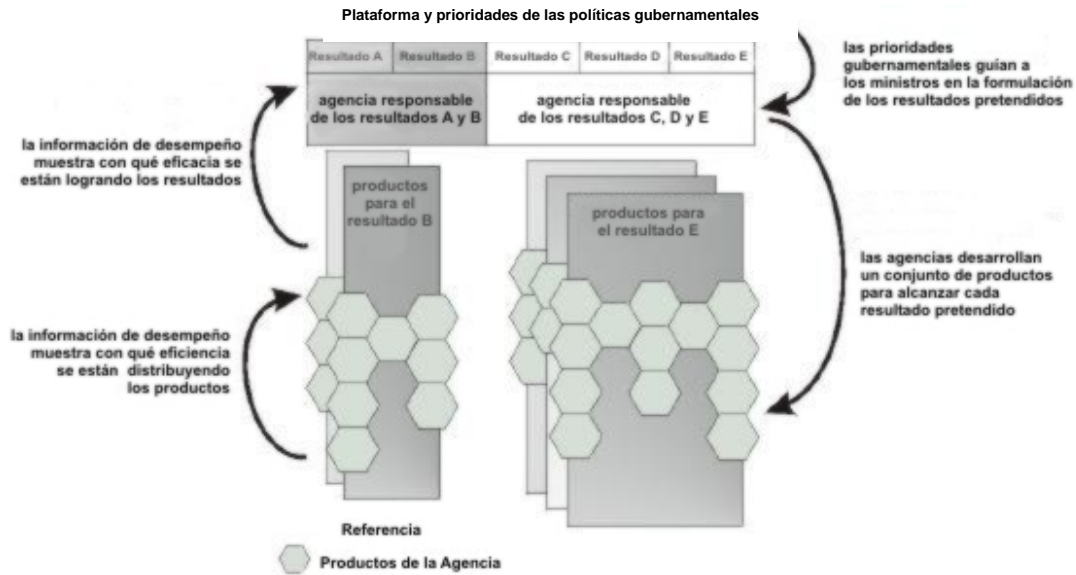 Plataforma y prioridades de las políticas gubernamentales
Resultado A
Resultado B
Resultado C
Resultado D
Resultado E
agencia responsable
de los resultados A y B
agencia responsable
de los resultados C, D y E
las prioridades
gubernamentales guían a
los ministros en la formulación
de los resultados pretendidos
la información de desempeño
muestra con qué eficacia se
están logrando los resultados
productos
para el
resultado B
productos para
el resultado E
las agencias desarrollan
un conjunto de productos
para alcanzar cada
resultado pretendido
la información de desempeño
muestra con qué eficiencia
se están distribuyendo
los productos
Referencia
Productos de la Agencia